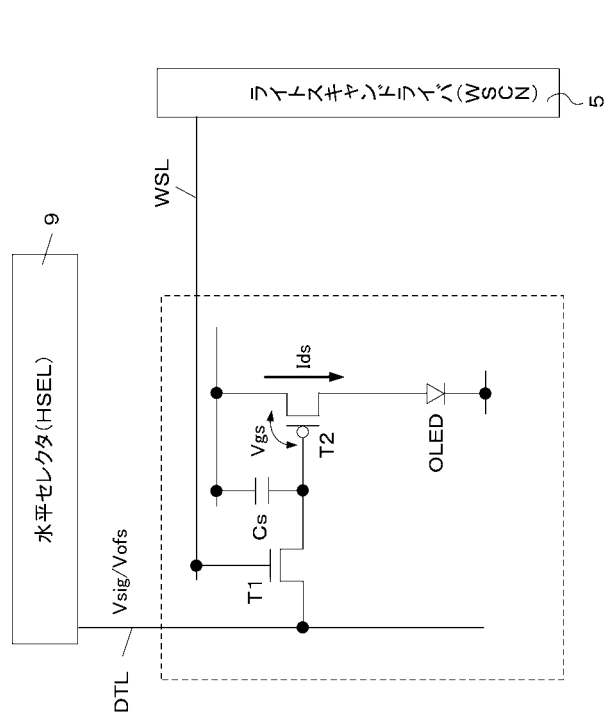 水平セレクタ(HSEL)
9
ライトスキャンドライバ(WSCN)
5
WSL
Vsig/Vofs
DTL
T1
Cs
Vgs
T2
Ids
OLED